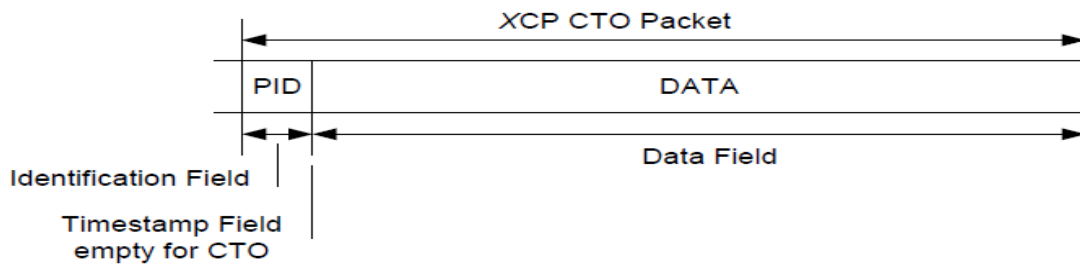 XCP CTO Packet
PID
DATA
Data Field
Identification Field
Timestamp Field
empty for CTO